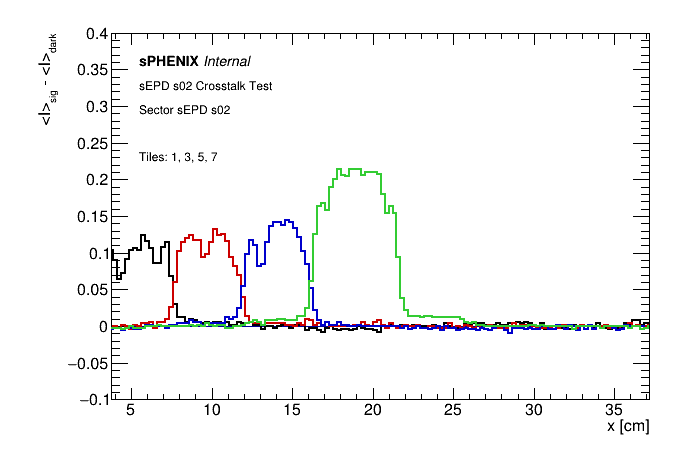 <I>sig - <I>dark
0.4
0.35
0.3
0.25
0.2
0.15
0.1
0.05
0
−0.05
−0.1
sPHENIX Internal
sEPD s02 Crosstalk Test
Sector sEPD s02
Tiles: 1, 3, 5, 7
5 10 15 20 25 30 35
x [cm]